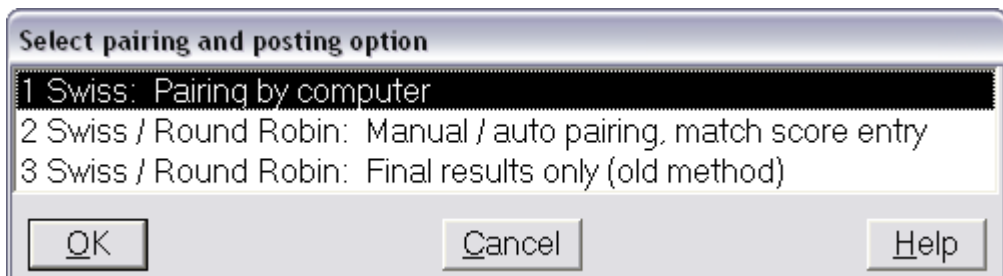 Select pairing and posting option
1 Swiss:  Pairing by computer
2 Swiss / Round Robin:  Manual / auto pairing, match score entry
3 Swiss / Round Robin:  Final results only (old method)
OK Cancel Help